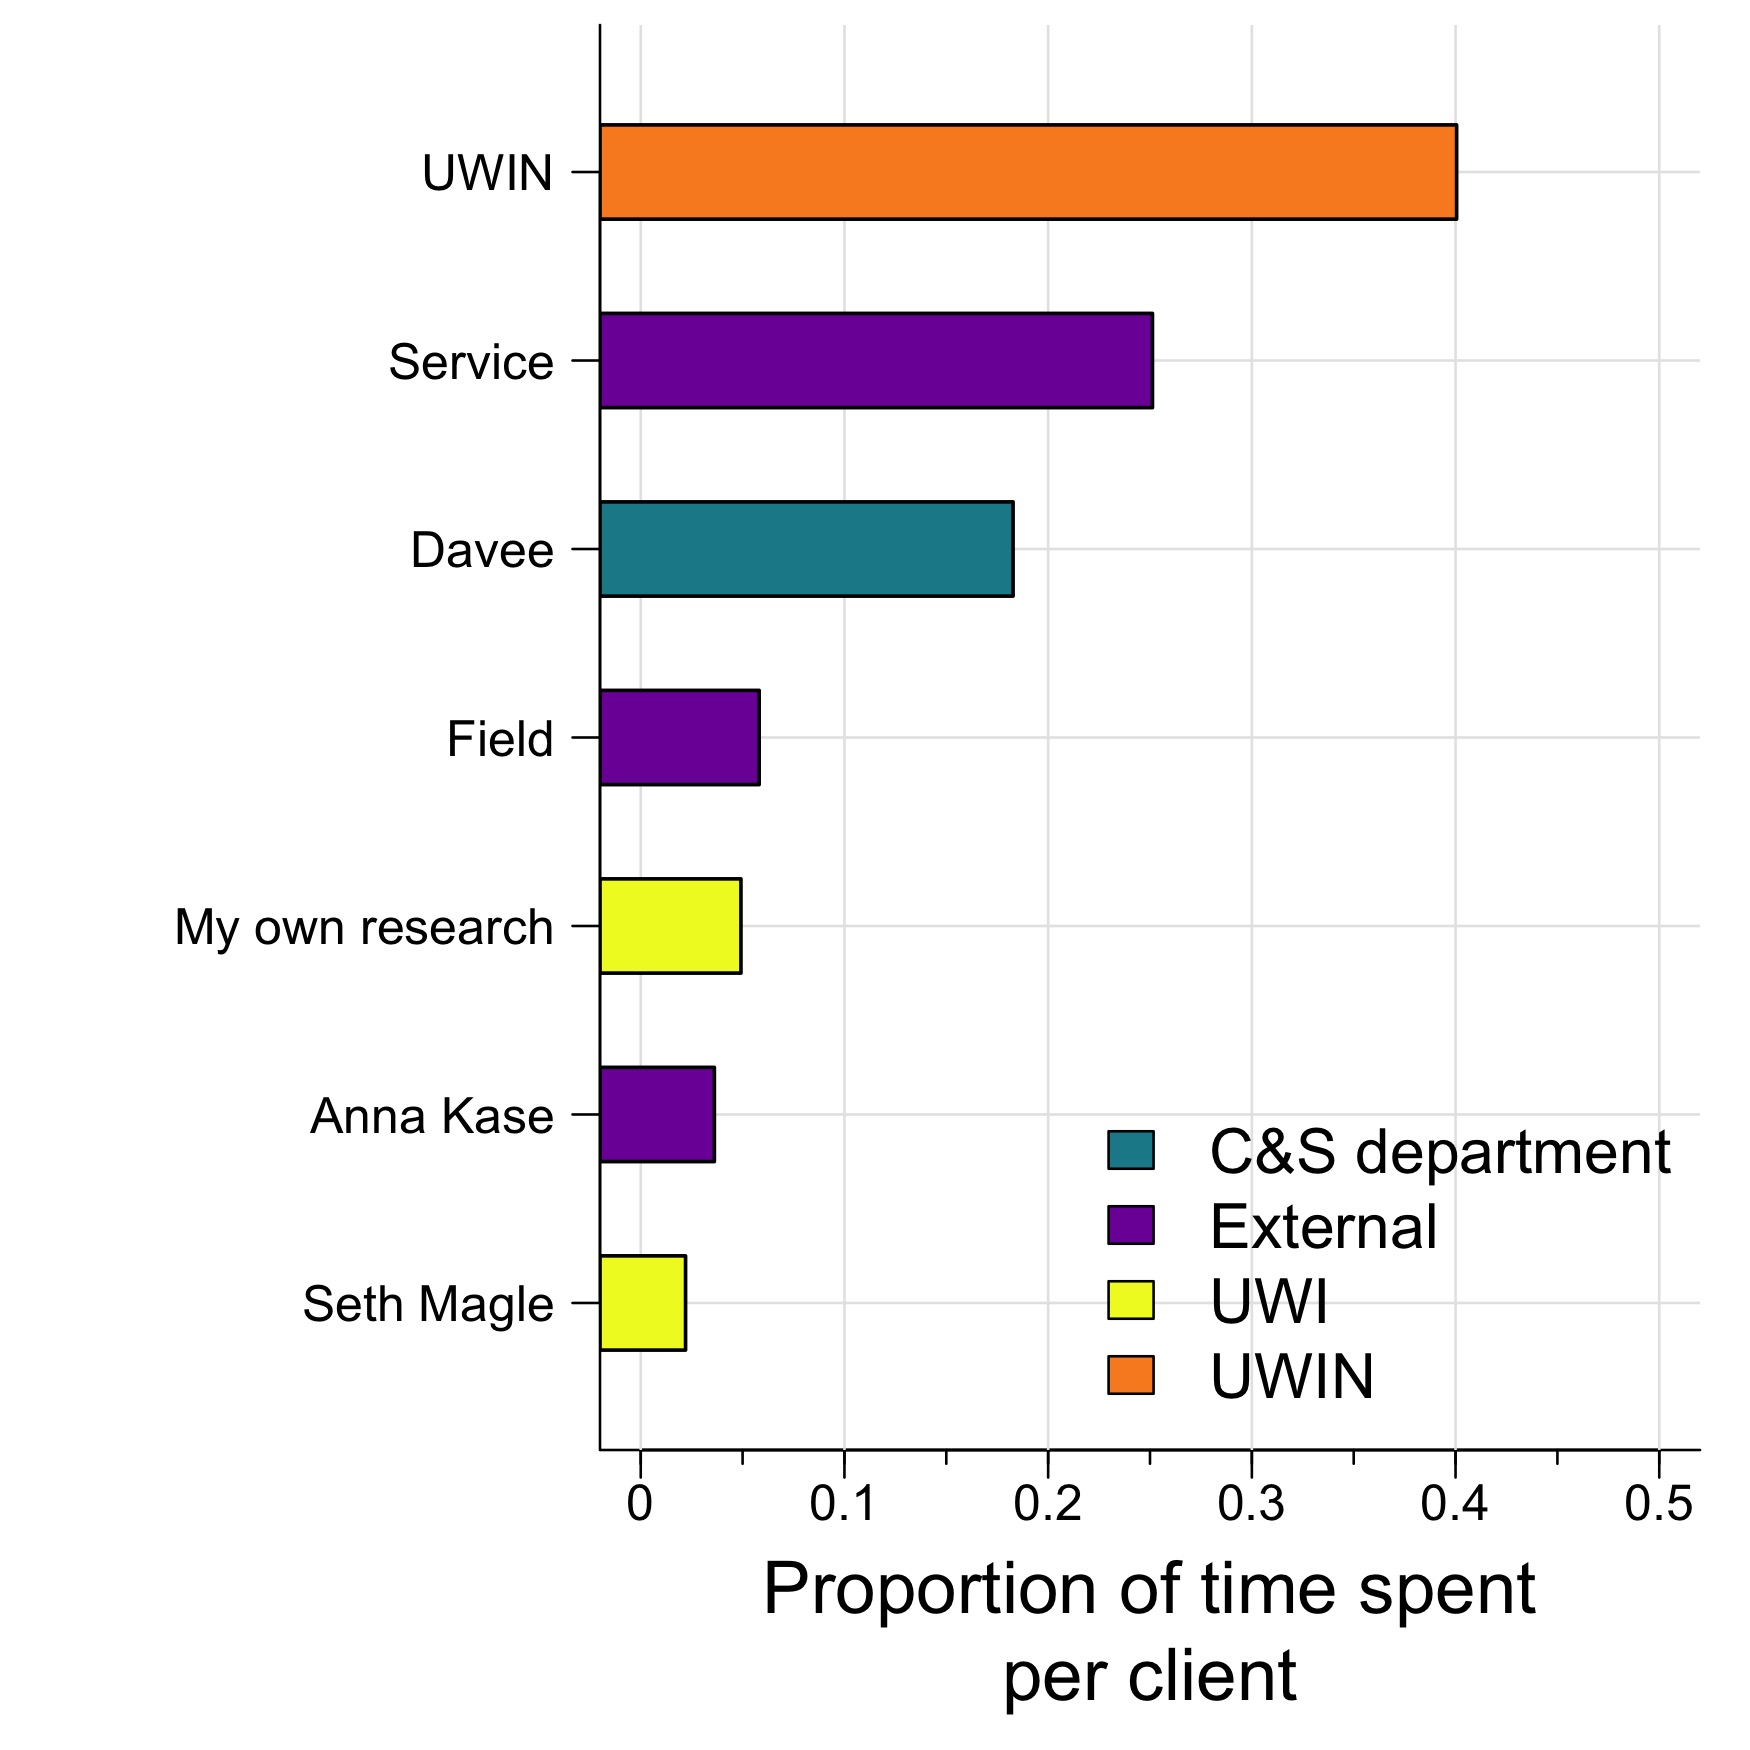 UWIN
Service
Davee
Field
My own research
Anna Kase
Seth Magle
C&S department
External
UWI
UWIN
0 0.1 0.2 0.3 0.4 0.5
Proportion of time spent
per client